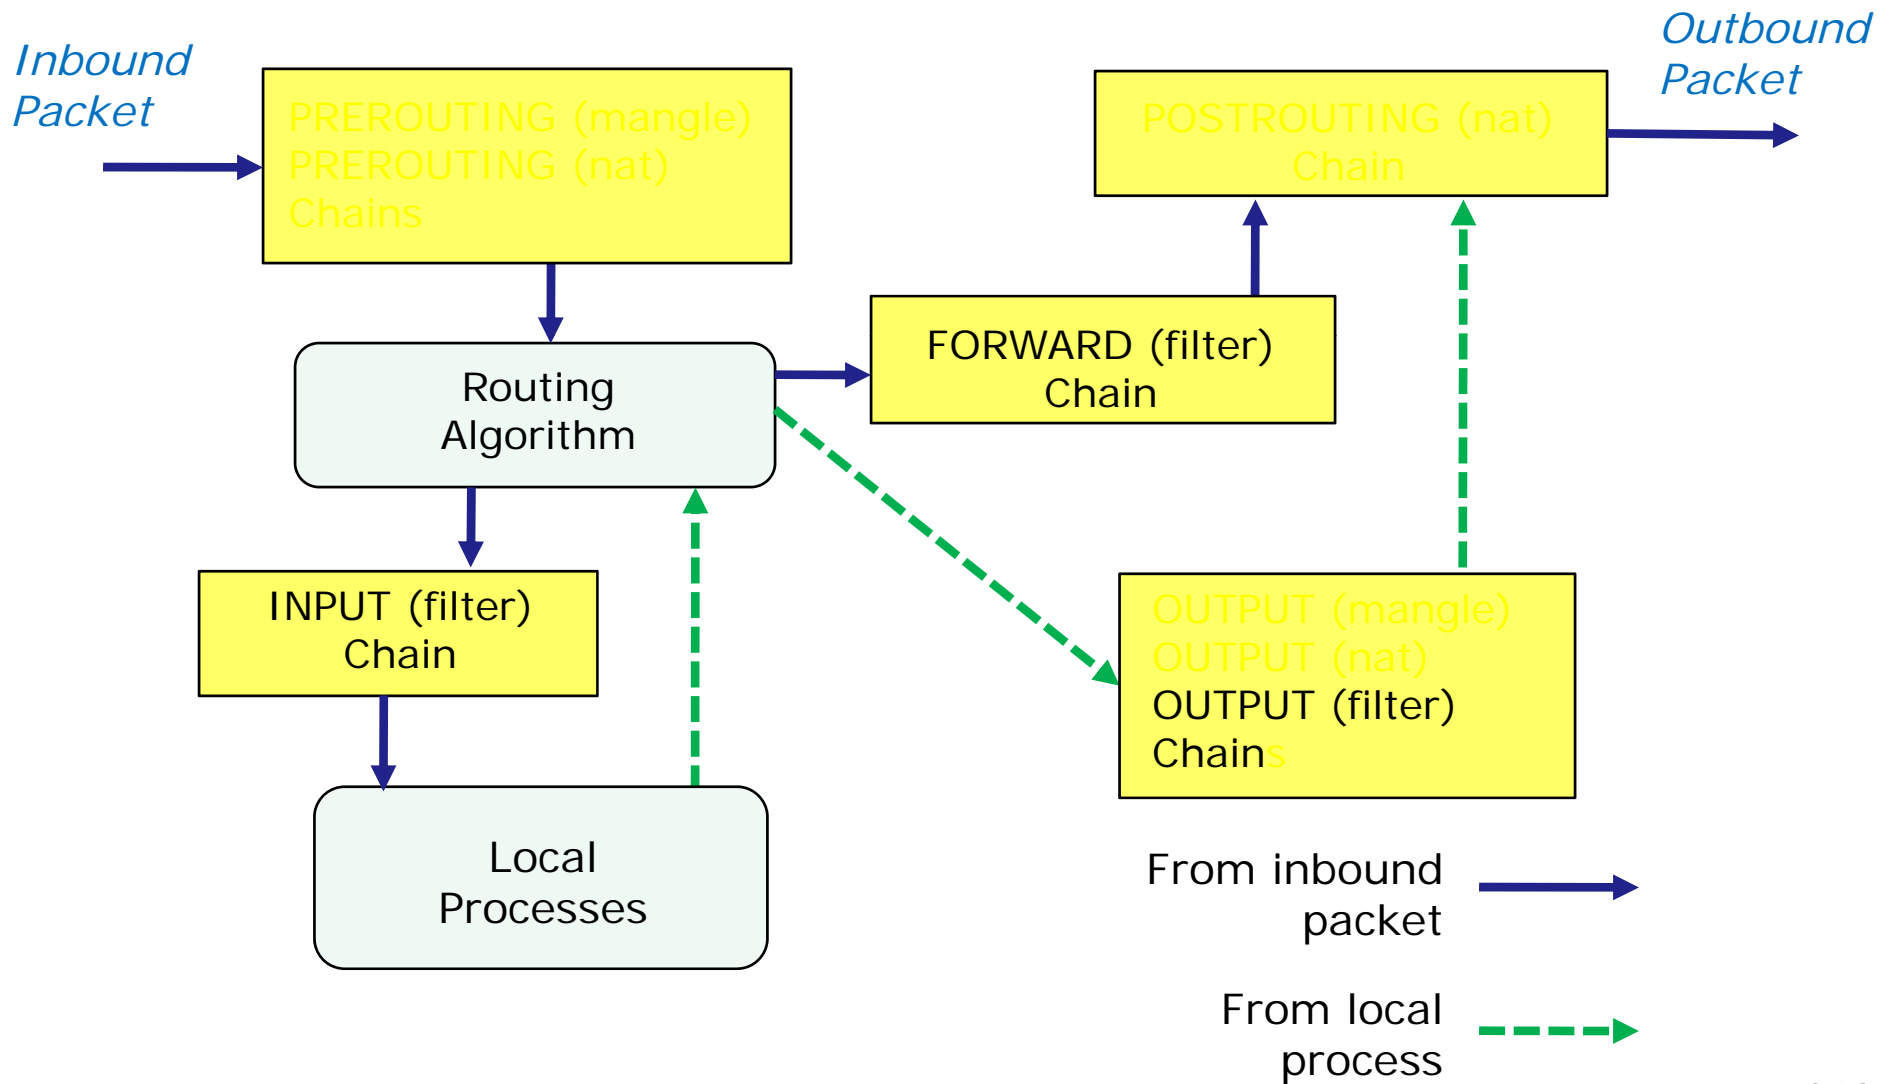 Inbound
Packet
PREROUTING (mangle)
PREROUTING (nat)
Chains
POSTROUTING (nat)
Chain
Outbound
Packet
Routing
Algorithm
FORWARD (filter)
Chain
INPUT (filter)
Chain
OUTPUT (mangle)
OUTPUT (nat)
OUTPUT (filter)
Chains
Local
Processes
From inbound
packet
From local
process